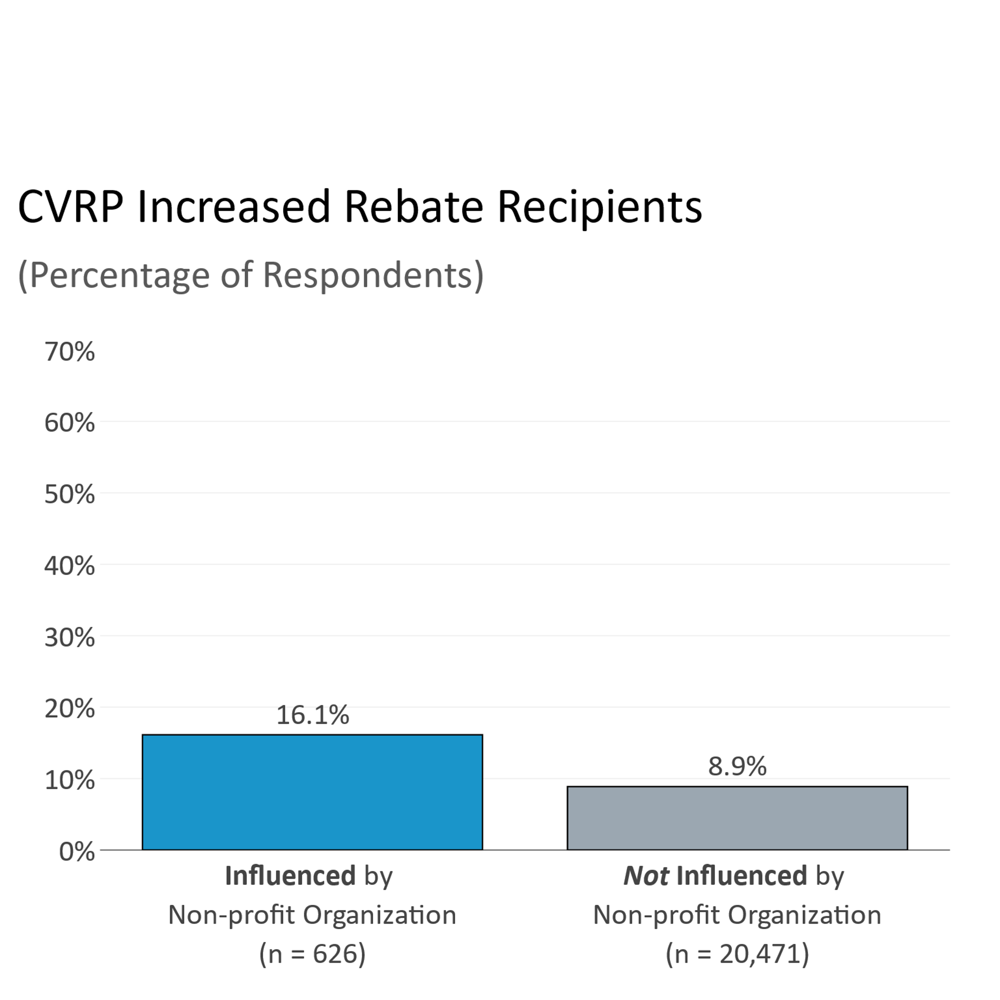 CVRP Increased Rebate Recipients
(Percentage of Respondents)
70%
60%
50%
40%
30%
20%
10%
0%
16.1%
8.9%
Influenced by
Non-profit Organization
(n = 626)
Not Influenced by
Non-profit Organization
(n = 20,471)